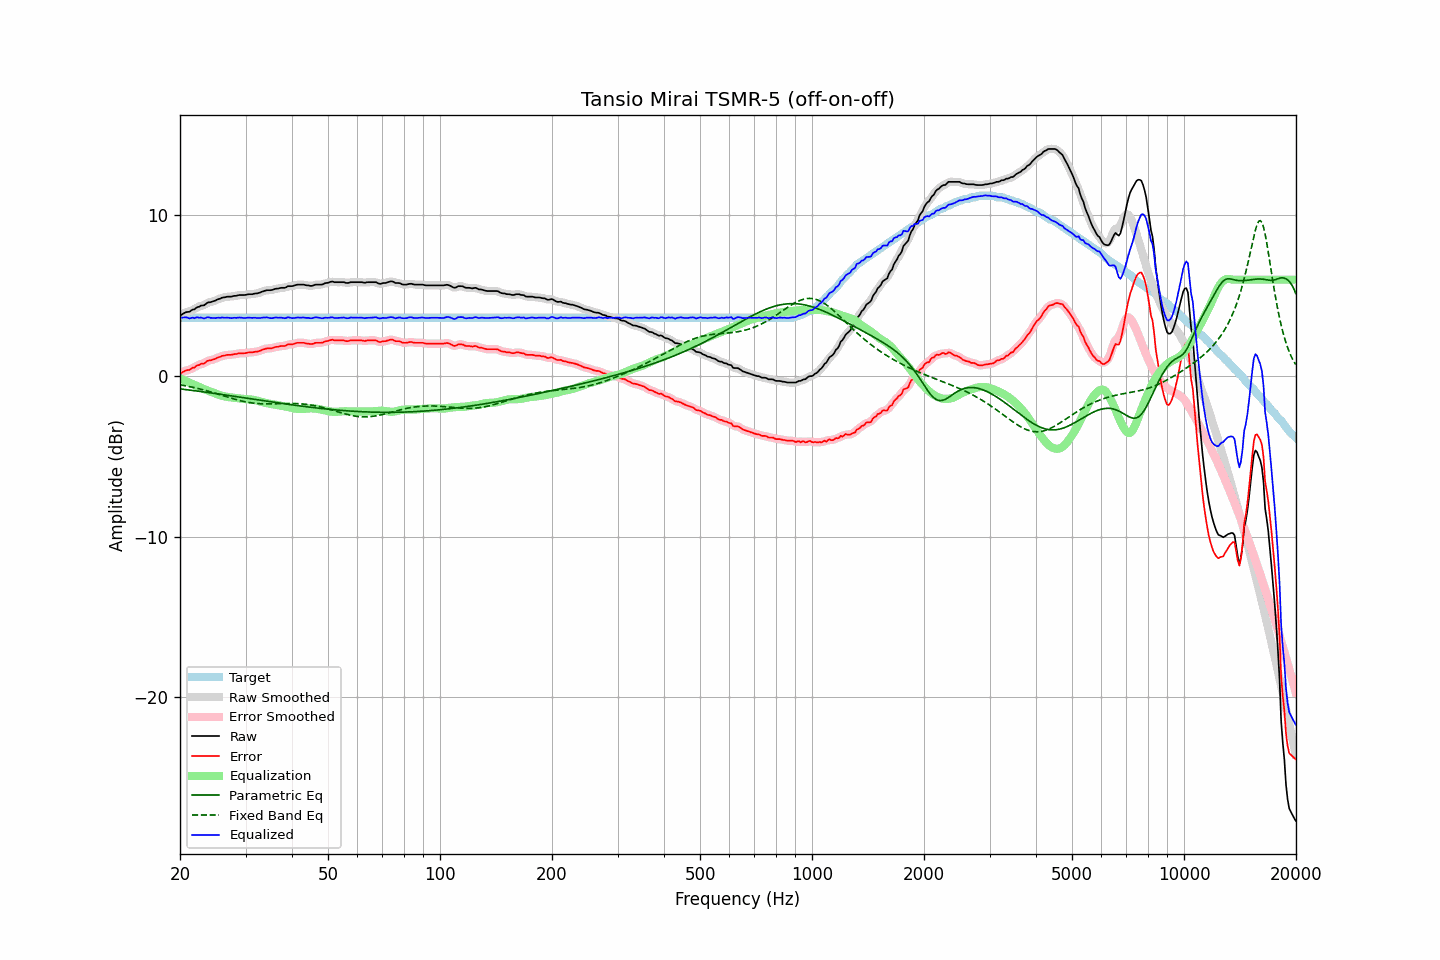 Tansio Mirai TSMR-5 (off-on-off)
Amplitude (dBr)
10
0
−10
−20
Target
Raw Smoothed
Error Smoothed
Raw
Error
Equalization
Parametric Eq
Fixed Band Eq
Equalized
20 50 100 200 500 1000 2000 5000 10000 20000
Frequency (Hz)